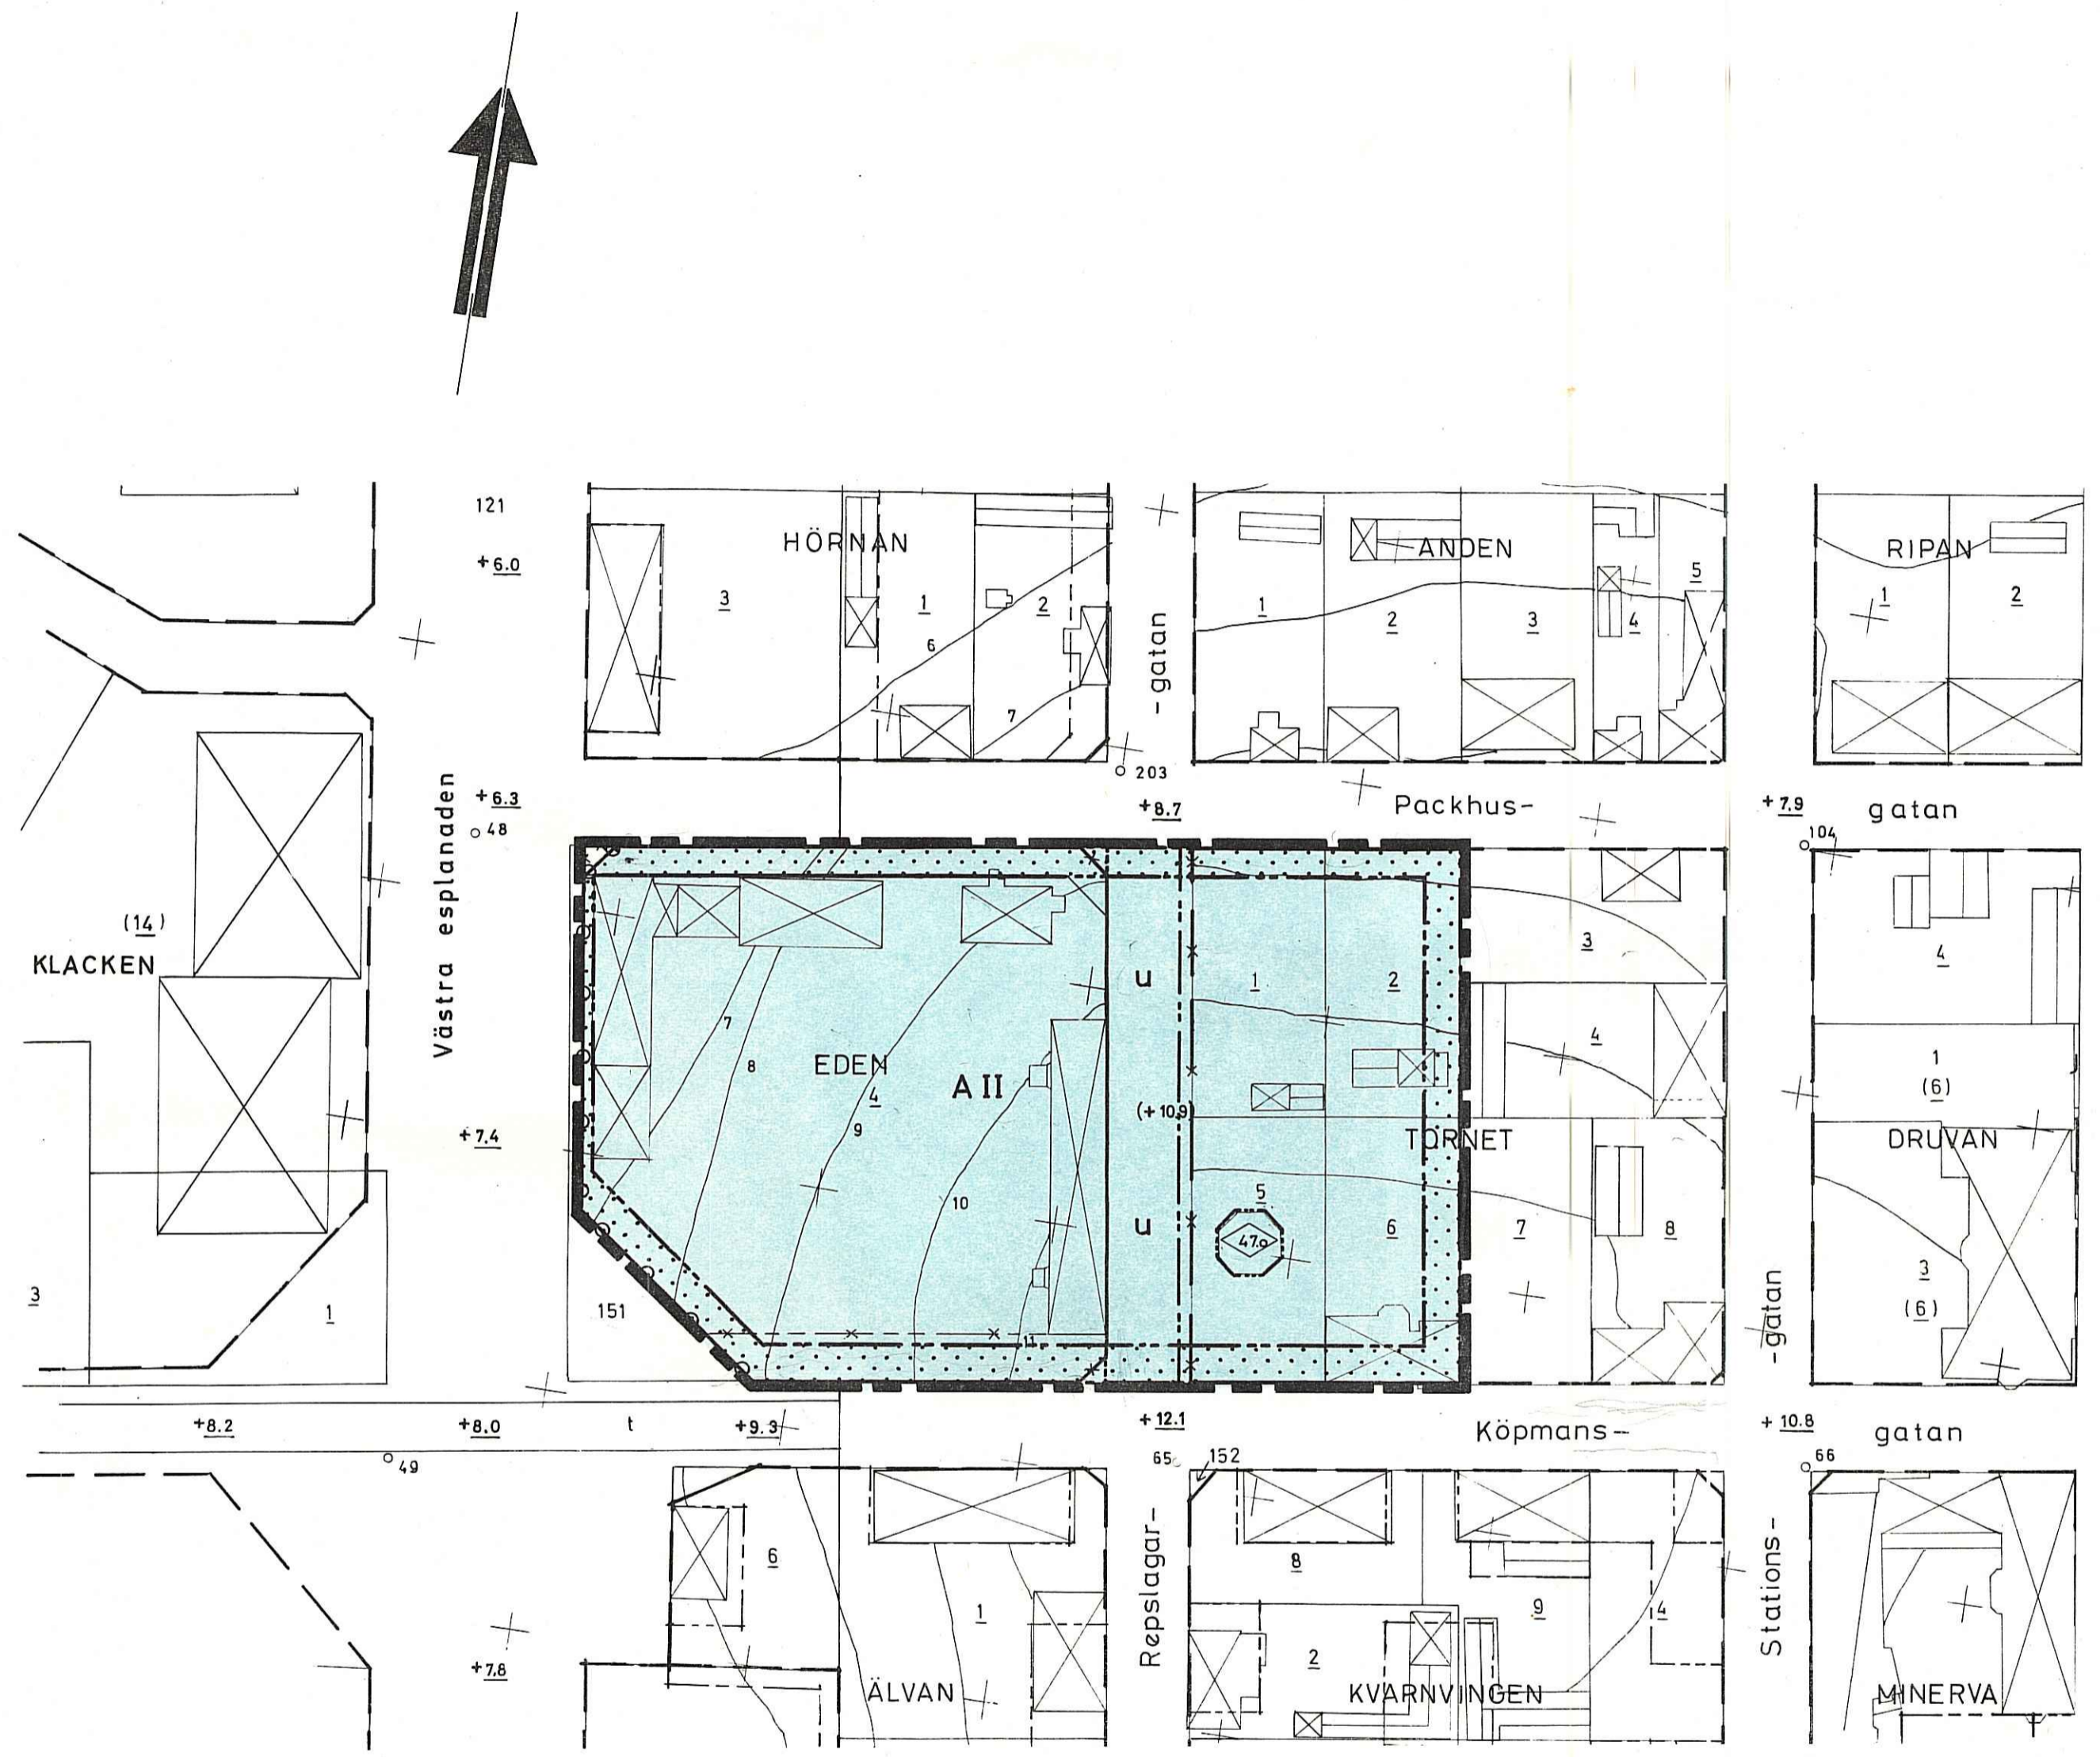 121
+6.0
HÖRNAN
3
1
2
6
7
-gatan
ANDEN
1
2
3
4
5
RIPAN
1
2
203
+8.7
Packhus-
+7.9
gatan
104
Västra esplanaden
+6.3
48
(14)
KLACKEN
+7.4
3
1
151
EDEN
4
A II
7
8
9
10
11
u
u
(+10.9)
1
2
TORNET
5
6
47.0
3
4
7
8
4
1
(6)
DRUVAN
3
(6)
-gatan
+8.2
+8.0
t
+9.3
+12.1
Köpmans-
+10.8
gatan
49
65
152
66
6
1
ÄLVAN
Repslagar-
8
2
9
4
KVARNVINGEN
Stations-
MINERVA
+7.8